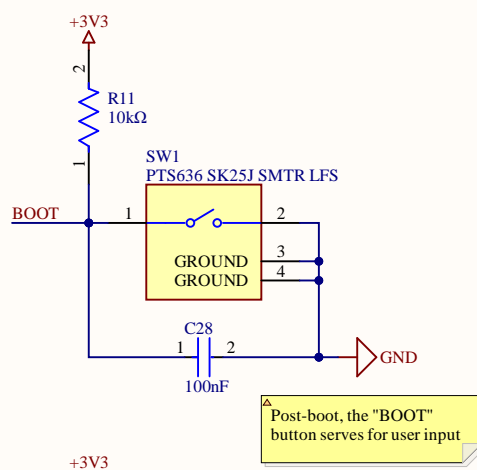 +3V3
2
R11
10kΩ
1
SW1
PTS636 SK25J SMTR LFS
BOOT
1
2
GROUND
3
GROUND
4
C28
1
2
100nF
GND
Post-boot, the "BOOT"
button serves for user input
+3V3